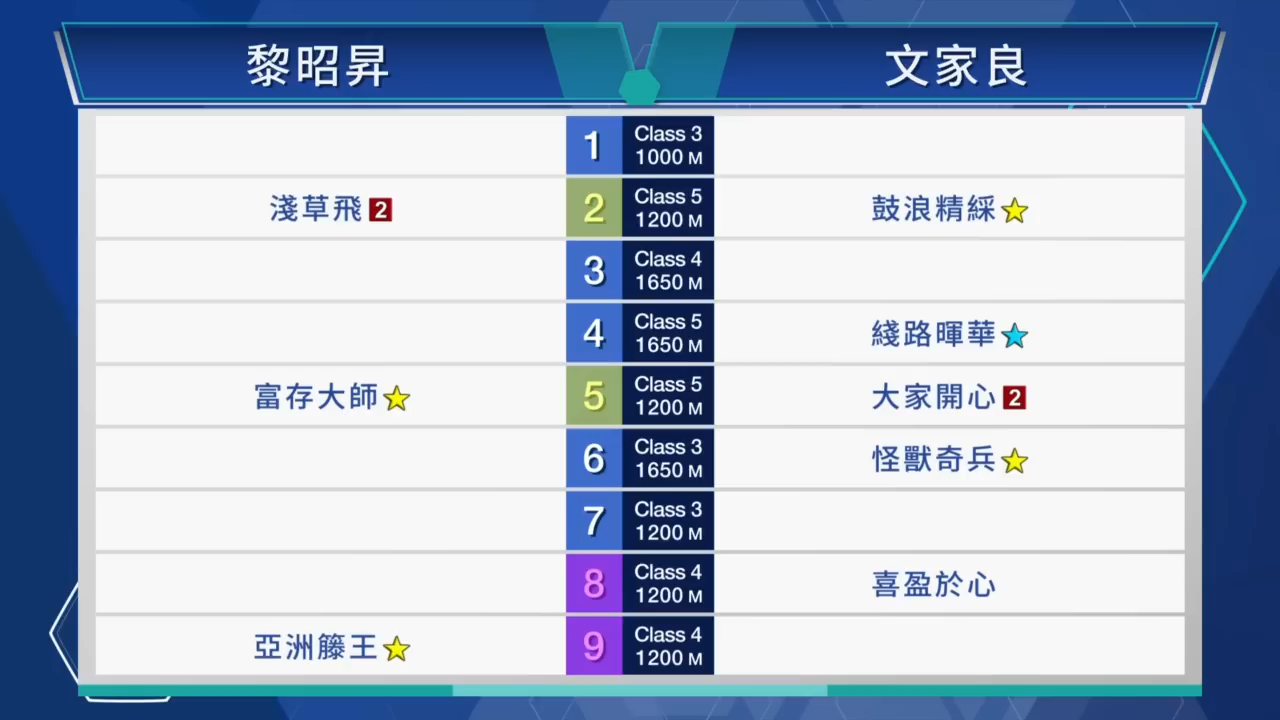 黎昭昇
文家良
1 Class 3
1000 M
淺草飛 2
2 Class 5
1200 M
鼓浪精綵
3 Class 4
1650 M
4 Class 5
1650 M
綫路暉華
富存大師
5 Class 5
1200 M
大家開心 2
6 Class 3
1650 M
怪獸奇兵
7 Class 3
1200 M
8 Class 4
1200 M
喜盈於心
亞洲籐王
9 Class 4
1200 M